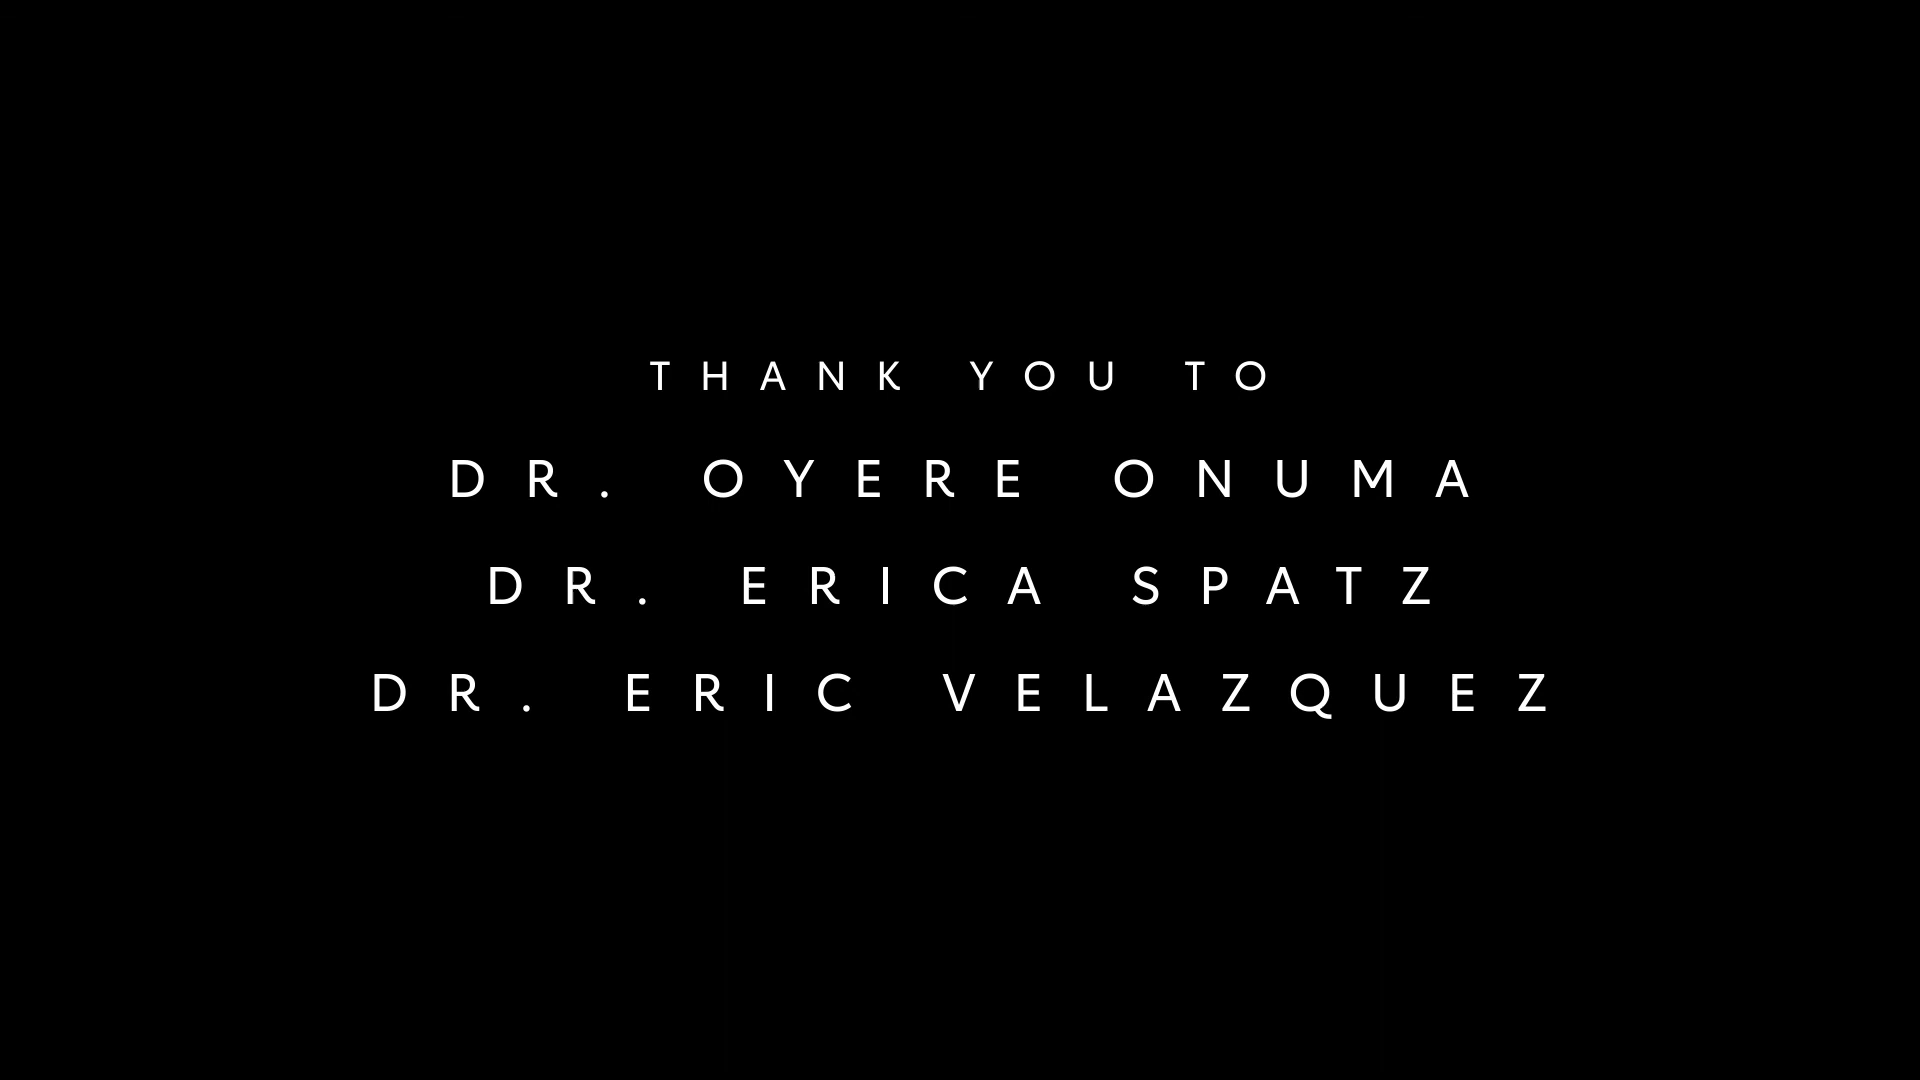 THANK YOU TO
DR. OYERE ONUMA
DR. ERICA SPATZ
DR. ERIC VELAZQUEZ